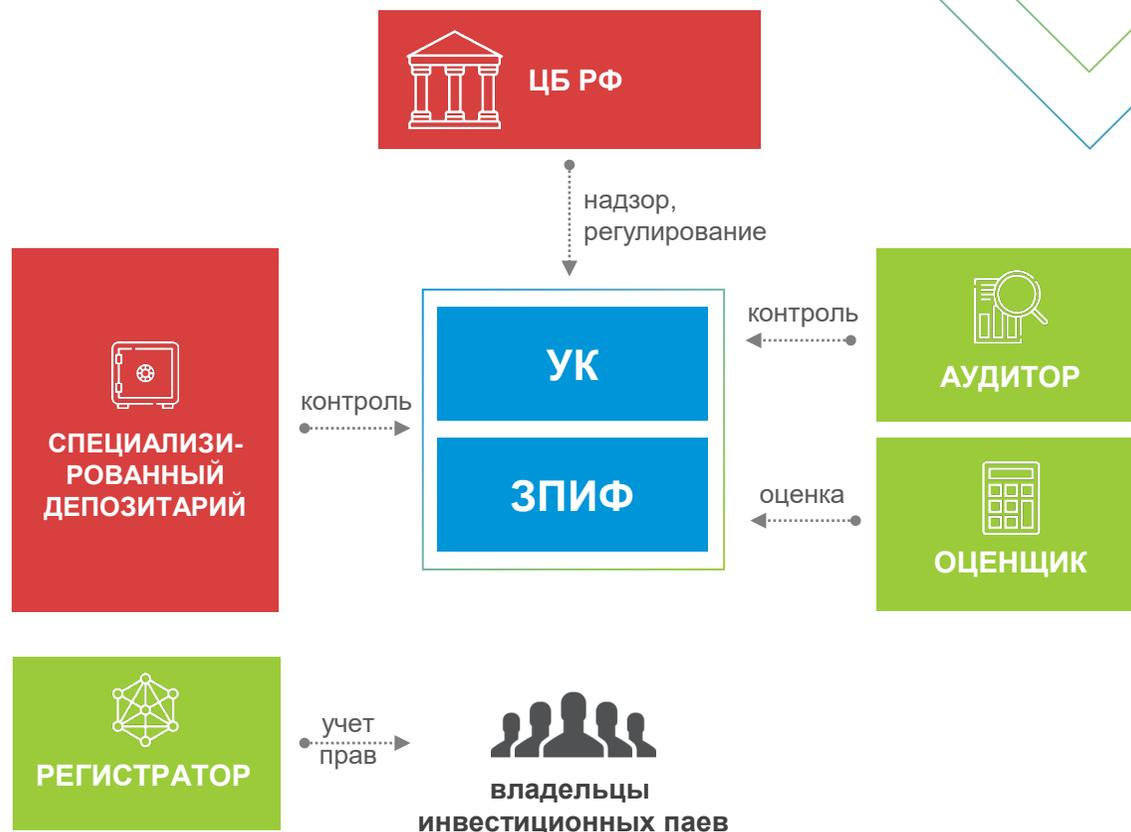 ЦБ РФ
надзор,
регулирование
СПЕЦИАЛИЗИ-
РОВАННЫЙ
ДЕПОЗИТАРИЙ
контроль
УК
ЗПИФ
контроль
АУДИТОР
оценка
ОЦЕНЩИК
РЕГИСТРАТОР
учет
прав
владельцы
инвестиционных паев